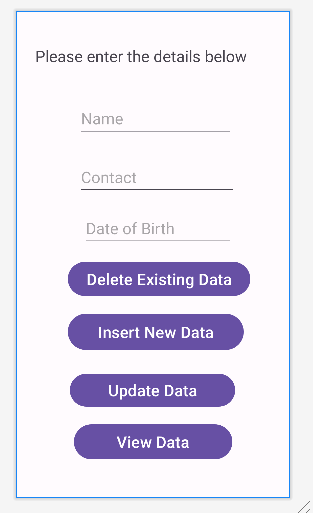 Please enter the details below
Name
Contact
Date of Birth
Delete Existing Data
Insert New Data
Update Data
View Data